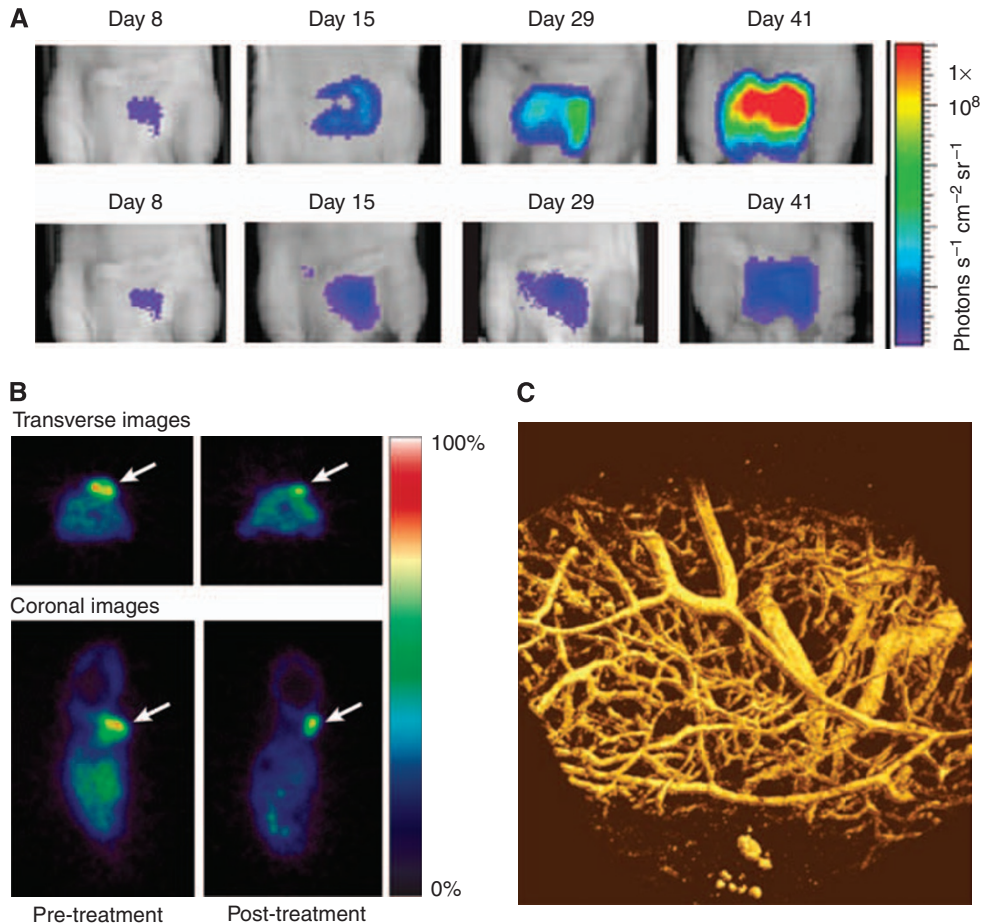 A
Day 8 Day 15 Day 29 Day 41
1×
10⁸
Photons s⁻¹ cm⁻² sr⁻¹
Day 8 Day 15 Day 29 Day 41
B
Transverse images
100%
Coronal images
0%
Pre-treatment Post-treatment
C